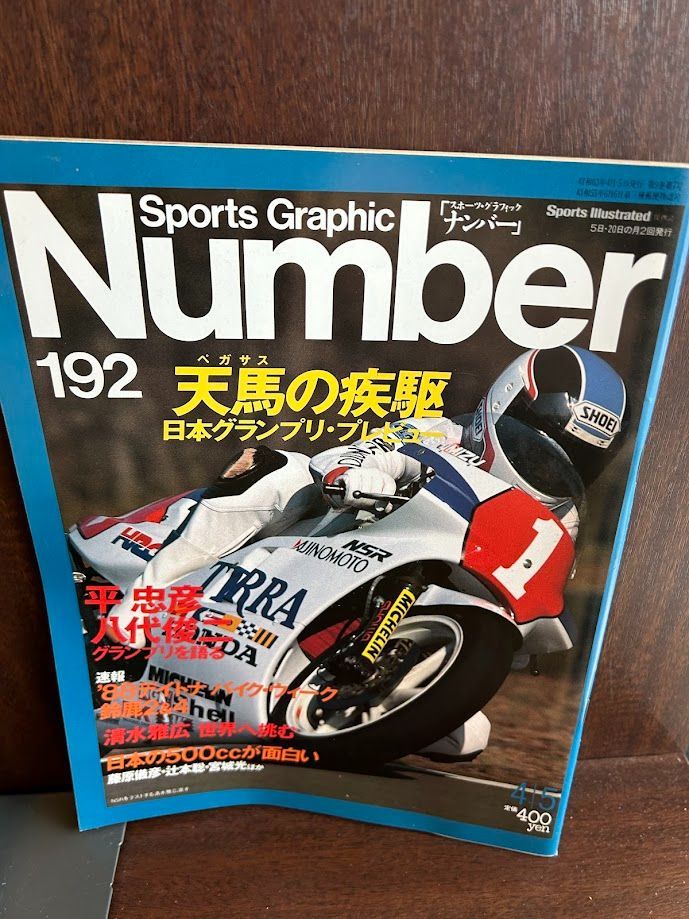 Sports Graphic
「スポーツ・グラフィック
ナンバー」
Sports Illustrated 提携誌
5日・20日の月2回発行
Number
192
ペガサス
天馬の疾駆
日本グランプリ・プレビュー
SHOEI
1
NSR
AJINOMOTO
TERRA
HONDA
MICHELIN
MICHELIN
Shell
平 忠彦
八代俊二
グランプリを語る
速報
'88デイトナ・バイク・ウィーク
鈴鹿2&4
清水雅広 世界へ挑む
日本の500ccが面白い
藤原儀彦・辻本聡・宮城光ほか
4/5
定価
400
yen